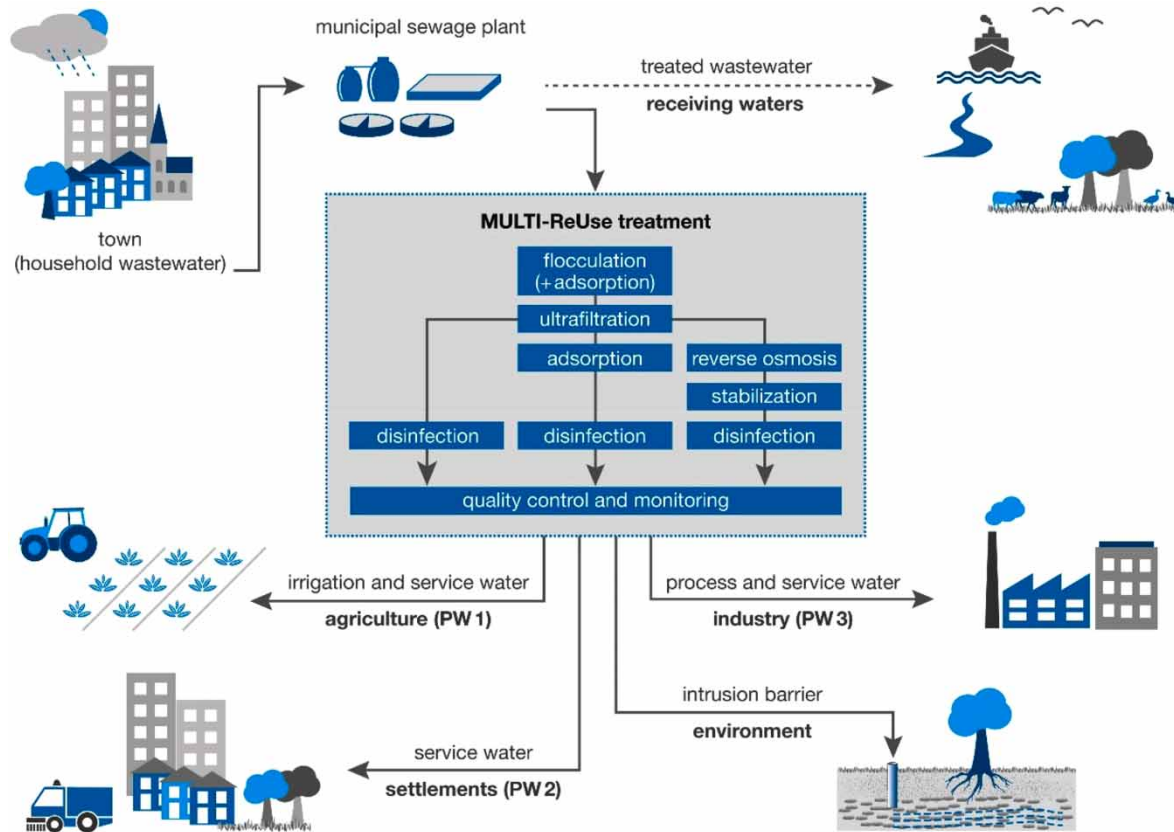 municipal sewage plant
treated wastewater
receiving waters
town
(household wastewater)
MULTI-ReUse treatment
flocculation
(+adsorption)
ultrafiltration
adsorption
reverse osmosis
stabilization
disinfection
disinfection
disinfection
quality control and monitoring
irrigation and service water
agriculture (PW 1)
process and service water
industry (PW 3)
intrusion barrier
environment
service water
settlements (PW 2)